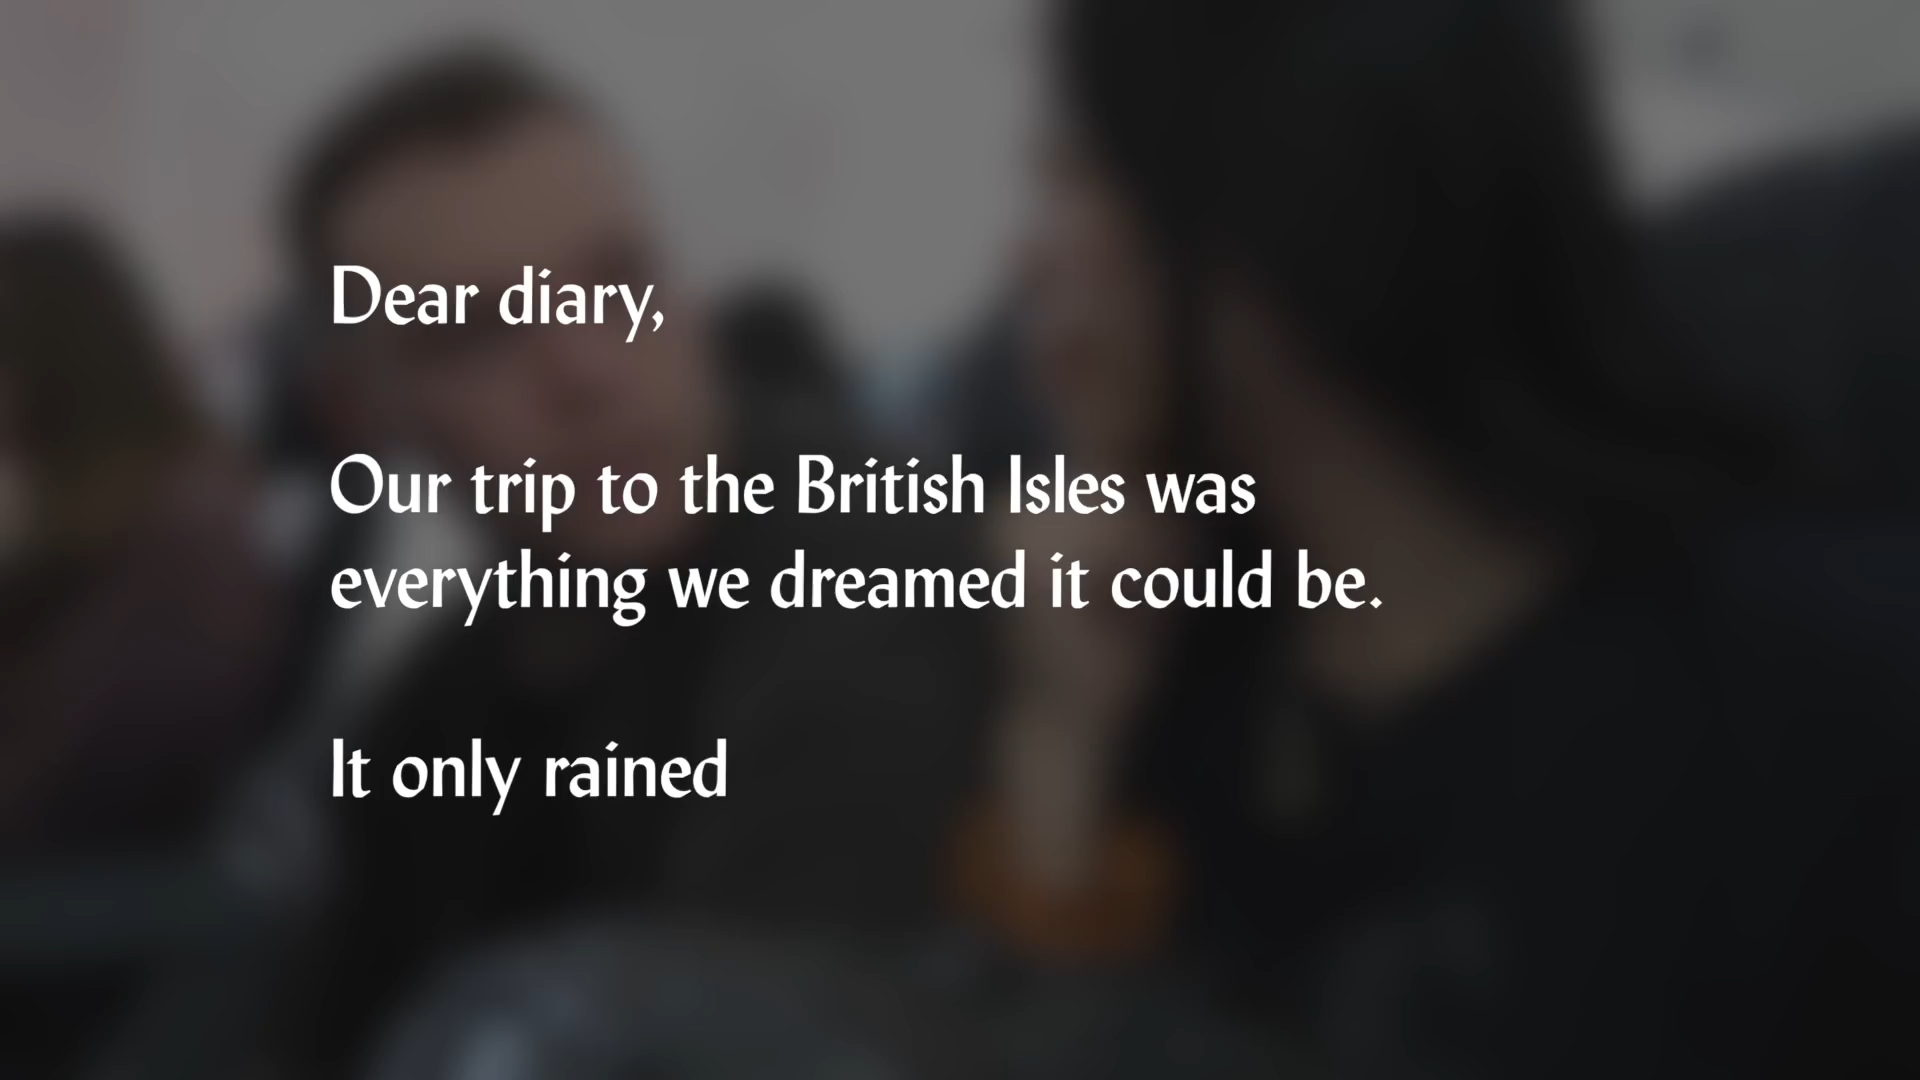 Dear diary,
Our trip to the British Isles was
everything we dreamed it could be.
It only rained